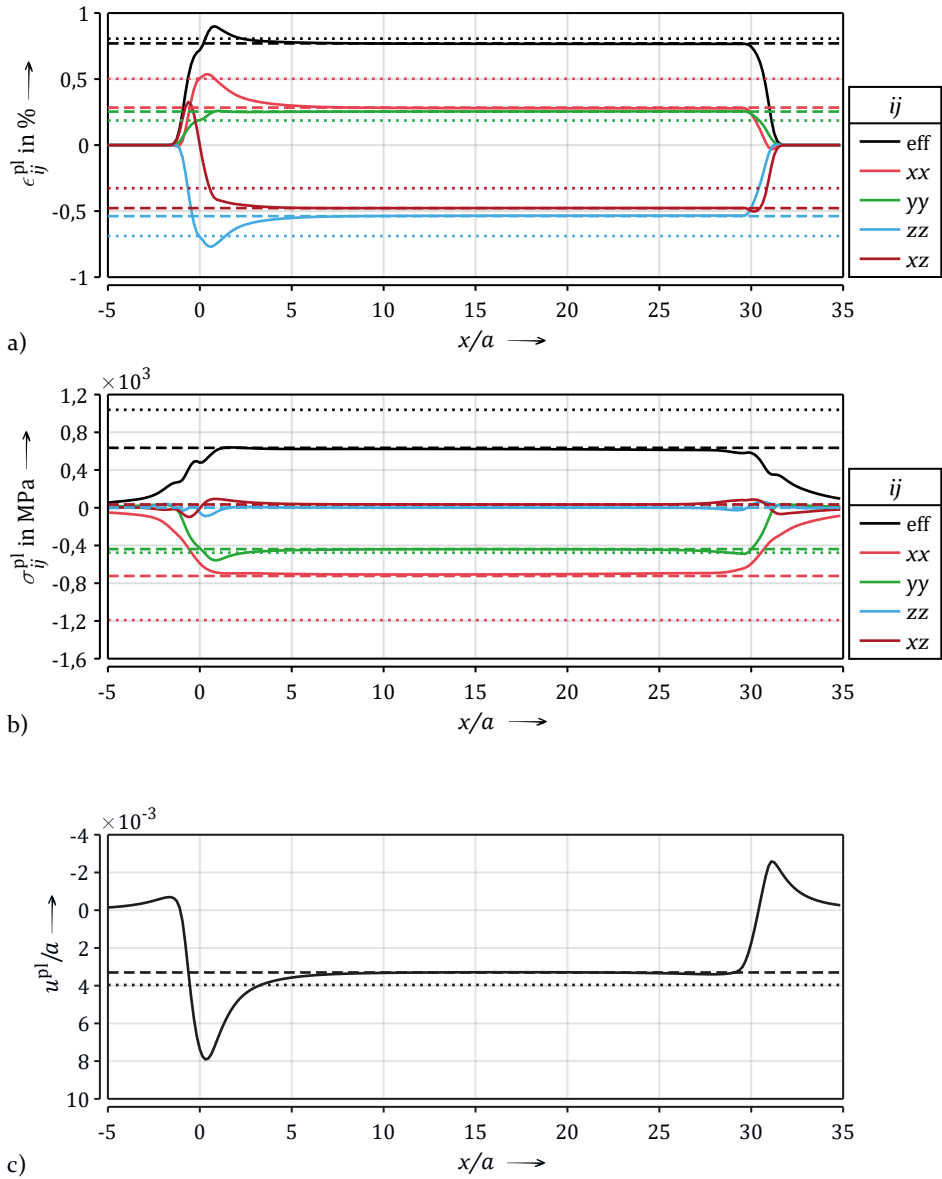 1
0,5
0
-0,5
-1
ϵ_ij^pl in % ⟶
-5 0 5 10 15 20 25 30 35
x/a ⟶
a)
ij
eff
xx
yy
zz
xz
×10^3
1,2
0,8
0,4
0
-0,4
-0,8
-1,2
-1,6
σ_ij^pl in MPa ⟶
-5 0 5 10 15 20 25 30 35
x/a ⟶
b)
ij
eff
xx
yy
zz
xz
×10^-3
-4
-2
0
2
4
6
8
10
u^pl/a ⟶
-5 0 5 10 15 20 25 30 35
x/a ⟶
c)